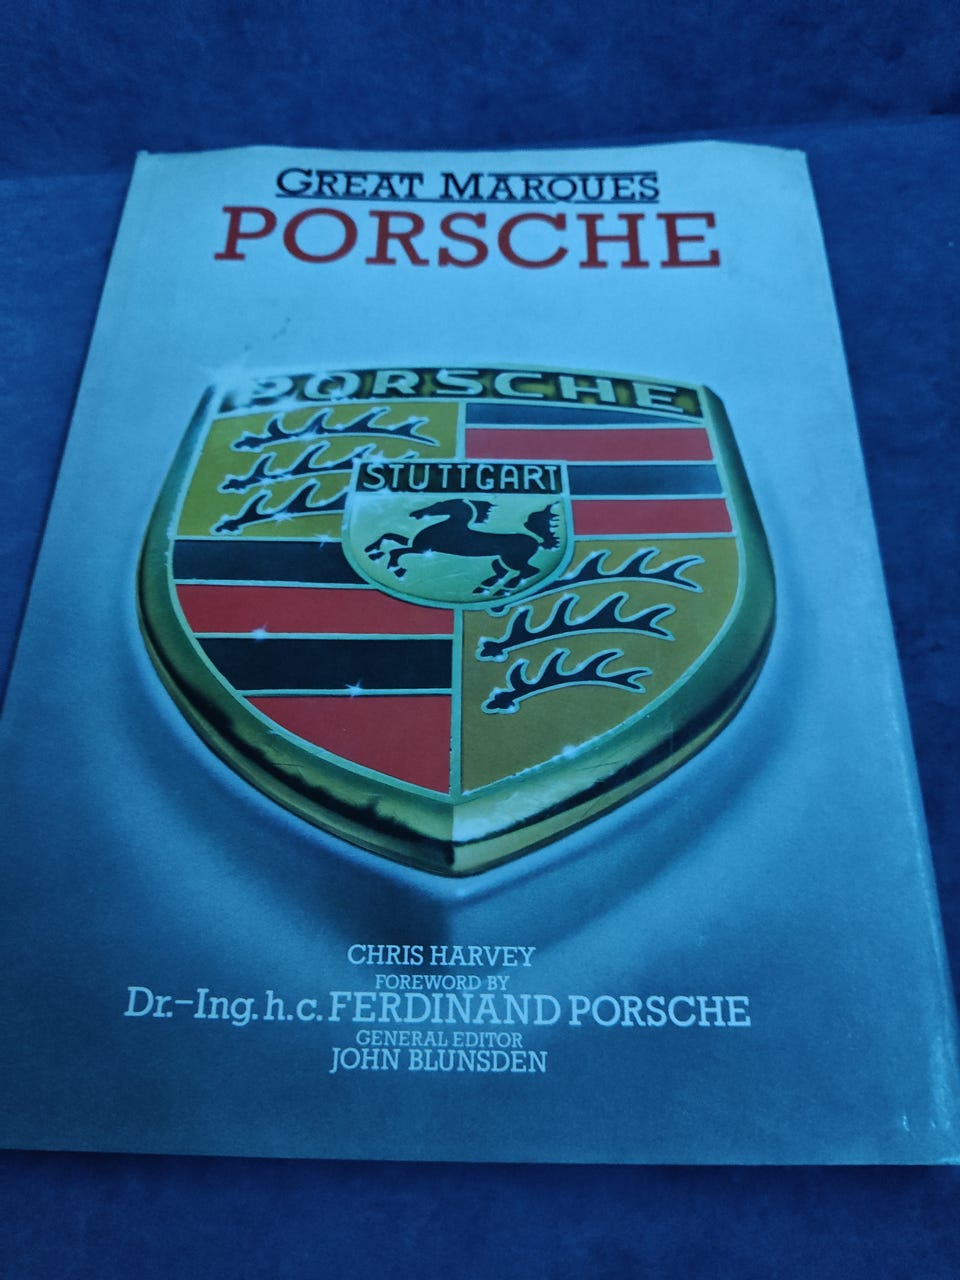 GREAT MARQUES
PORSCHE
PORSCHE
STUTTGART
CHRIS HARVEY
FOREWORD BY
Dr.-Ing. h.c. FERDINAND PORSCHE
GENERAL EDITOR
JOHN BLUNSDEN